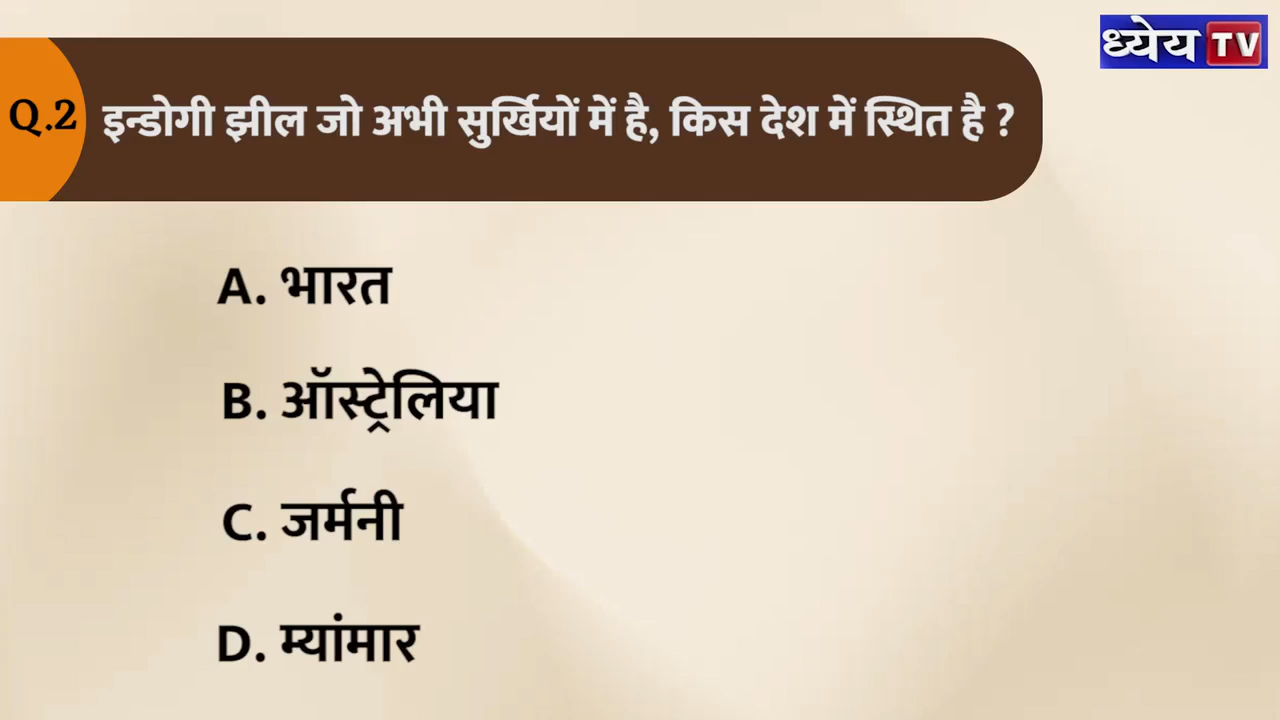 ध्येय TV
Q.2 इन्डोगी झील जो अभी सुर्खियों में है, किस देश में स्थित है ?
A. भारत
B. ऑस्ट्रेलिया
C. जर्मनी
D. म्यांमार